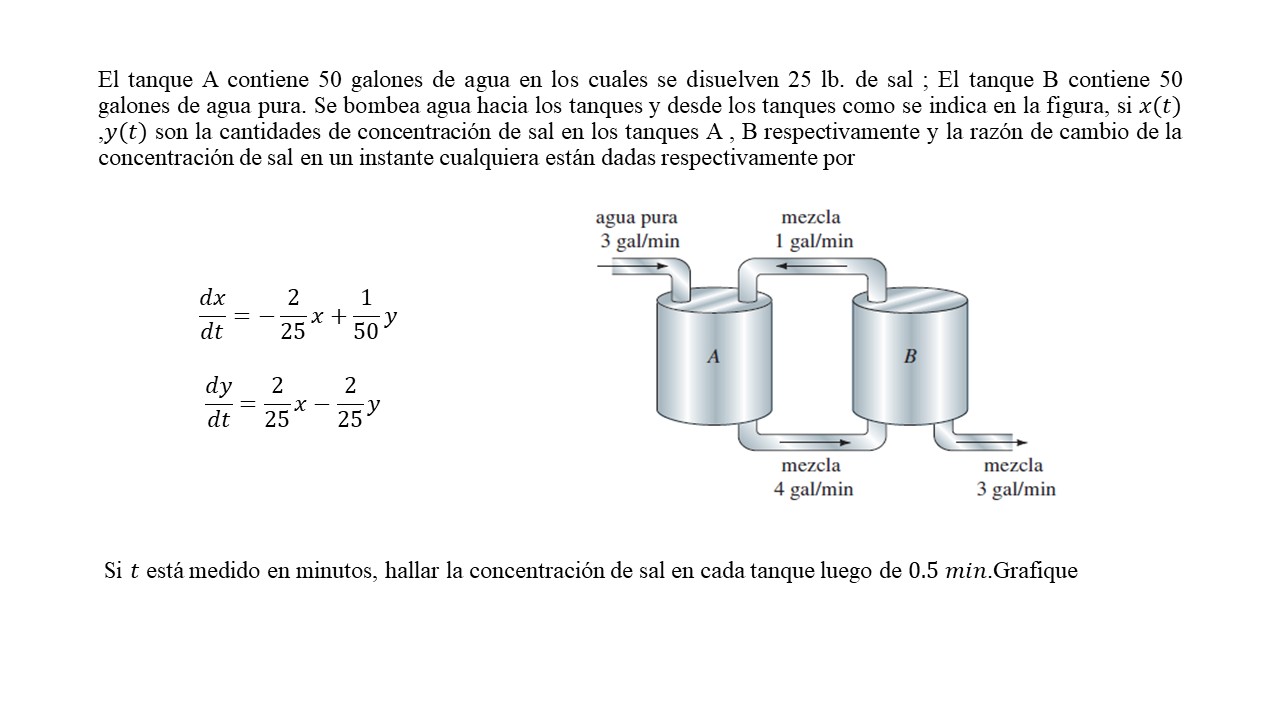 El tanque A contiene 50 galones de agua en los cuales se disuelven 25 lb. de sal ; El tanque B contiene 50
galones de agua pura. Se bombea agua hacia los tanques y desde los tanques como se indica en la figura, si 𝑥(𝑡)
,𝑦(𝑡) son la cantidades de concentración de sal en los tanques A , B respectivamente y la razón de cambio de la
concentración de sal en un instante cualquiera están dadas respectivamente por
agua pura
3 gal/min
mezcla
1 gal/min
dx/dt = − 2/25 x + 1/50 y
dy/dt = 2/25 x − 2/25 y
A
B
mezcla
4 gal/min
mezcla
3 gal/min
Si 𝑡 está medido en minutos, hallar la concentración de sal en cada tanque luego de 0.5 𝑚𝑖𝑛.Grafique